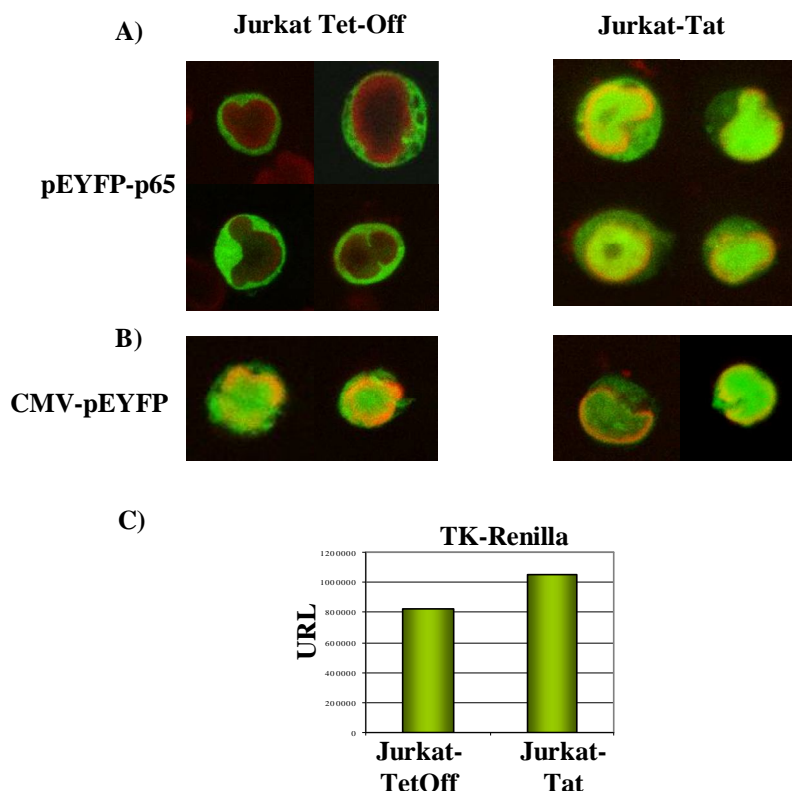 A)
Jurkat Tet-Off
Jurkat-Tat
pEYFP-p65
B)
CMV-pEYFP
C)
TK-Renilla
URL
1200000
1000000
800000
600000
400000
200000
0
Jurkat-
TetOff
Jurkat-
Tat